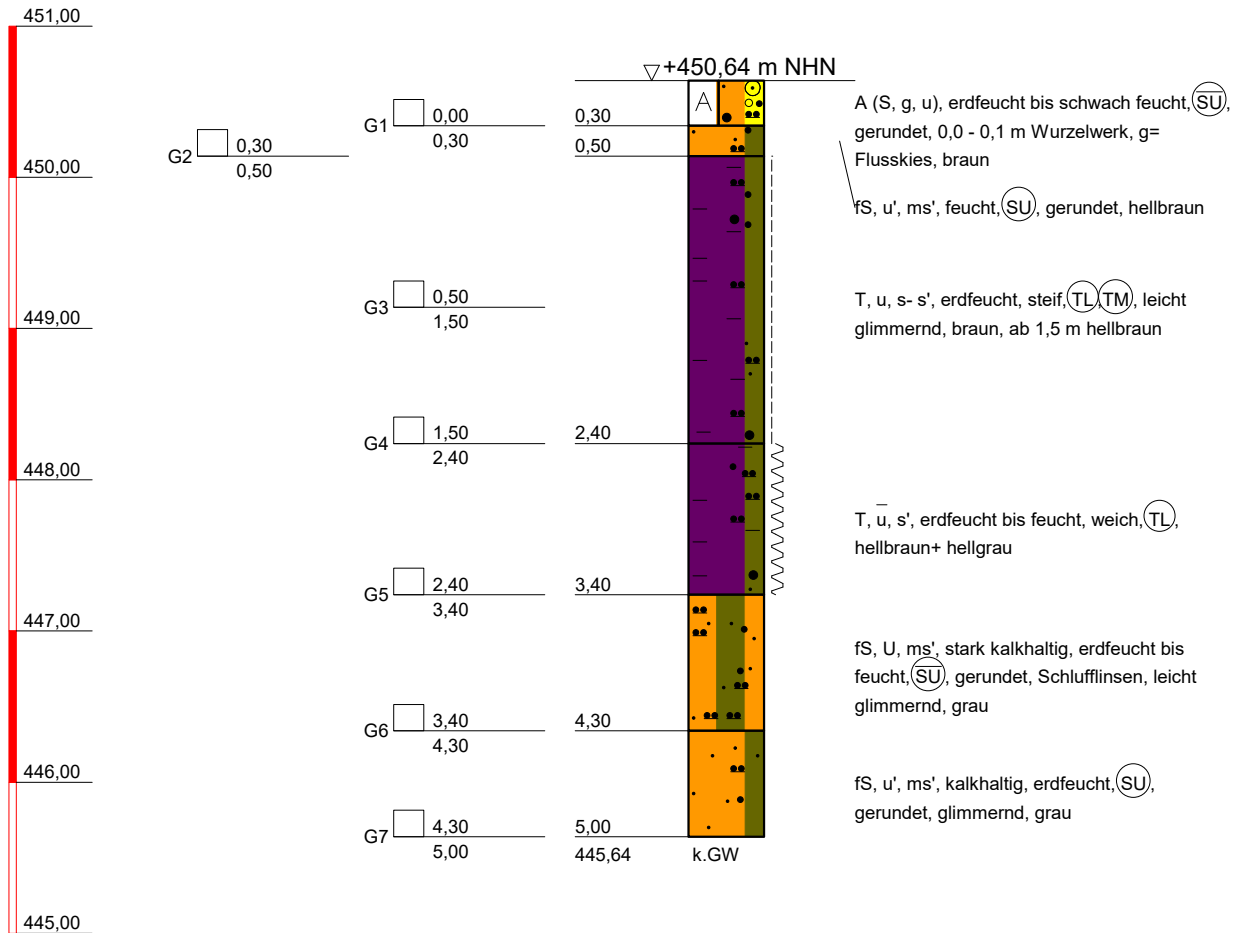 451,00
+450,64 m NHN
A
A (S, g, u), erdfeucht bis schwach feucht, S̅U̅,
gerundet, 0,0 - 0,1 m Wurzelwerk, g=
Flusskies, braun
G1 0,00
0,30
0,30
G2 0,30
0,50
0,50
450,00
fS, u', ms', feucht, SU, gerundet, hellbraun
G3 0,50
1,50
T, u, s- s', erdfeucht, steif, TL, TM, leicht
glimmernd, braun, ab 1,5 m hellbraun
449,00
G4 1,50
2,40
2,40
448,00
T, u̅, s', erdfeucht bis feucht, weich, TL,
hellbraun+ hellgrau
G5 2,40
3,40
3,40
447,00
fS, U, ms', stark kalkhaltig, erdfeucht bis
feucht, S̅U̅, gerundet, Schlufflinsen, leicht
glimmernd, grau
G6 3,40
4,30
4,30
446,00
fS, u', ms', kalkhaltig, erdfeucht, SU,
gerundet, glimmernd, grau
G7 4,30
5,00
5,00
445,64
k.GW
445,00